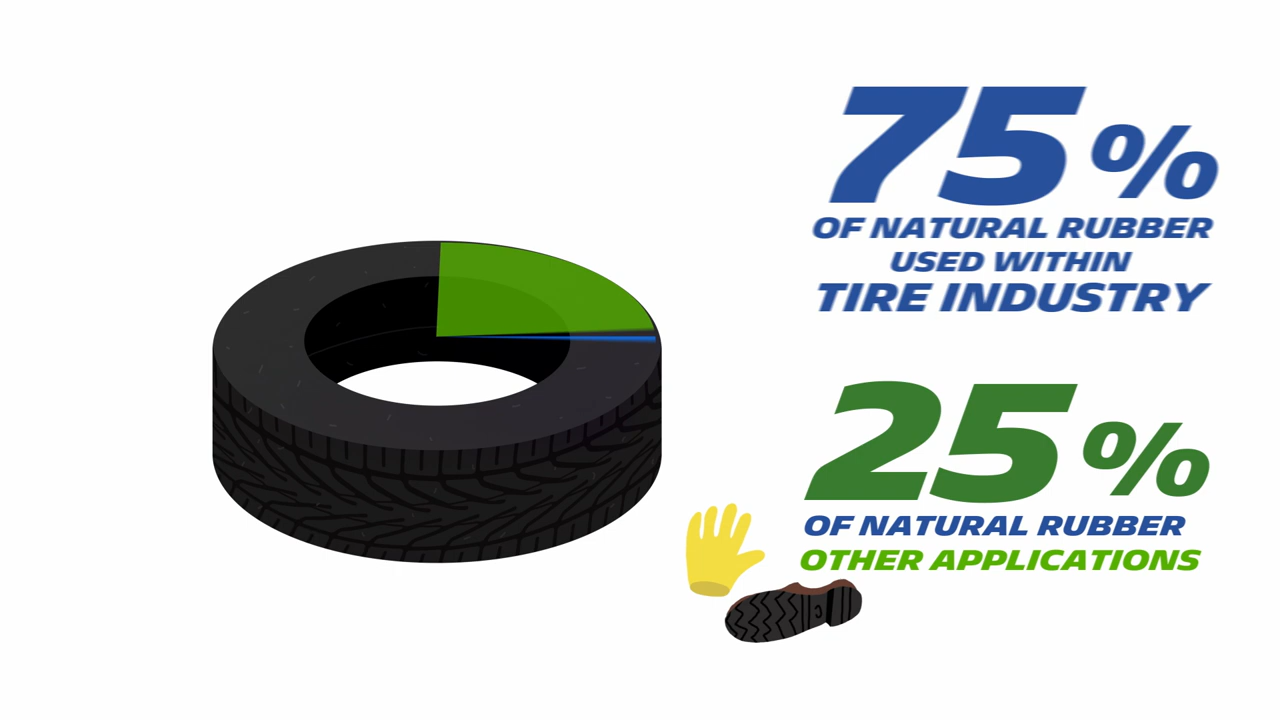 75%
OF NATURAL RUBBER
USED WITHIN
TIRE INDUSTRY
25%
OF NATURAL RUBBER
OTHER APPLICATIONS